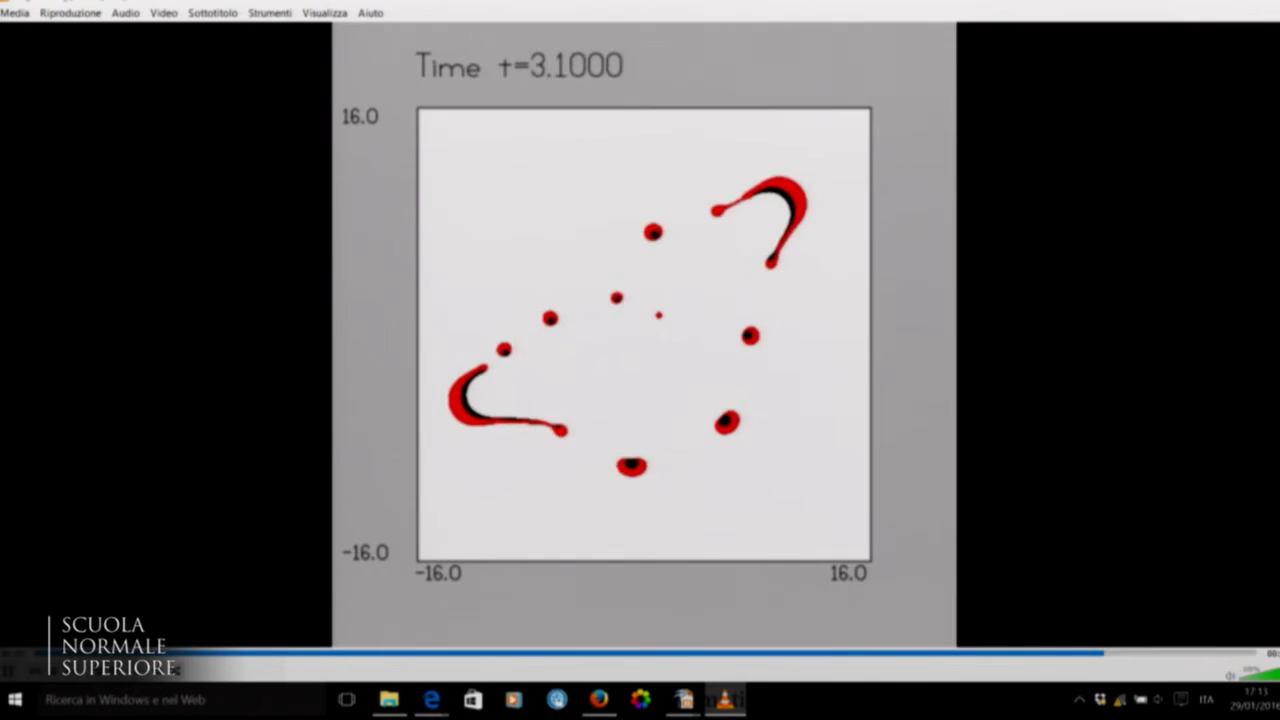 Media Riproduzione Audio Video Sottotitolo Strumenti Visualizza Aiuto
Time t=3.1000
16.0
-16.0
-16.0 16.0
SCUOLA
NORMALE
SUPERIORE
Ricerca in Windows e nel Web
ITA
17:13
29/01/2016